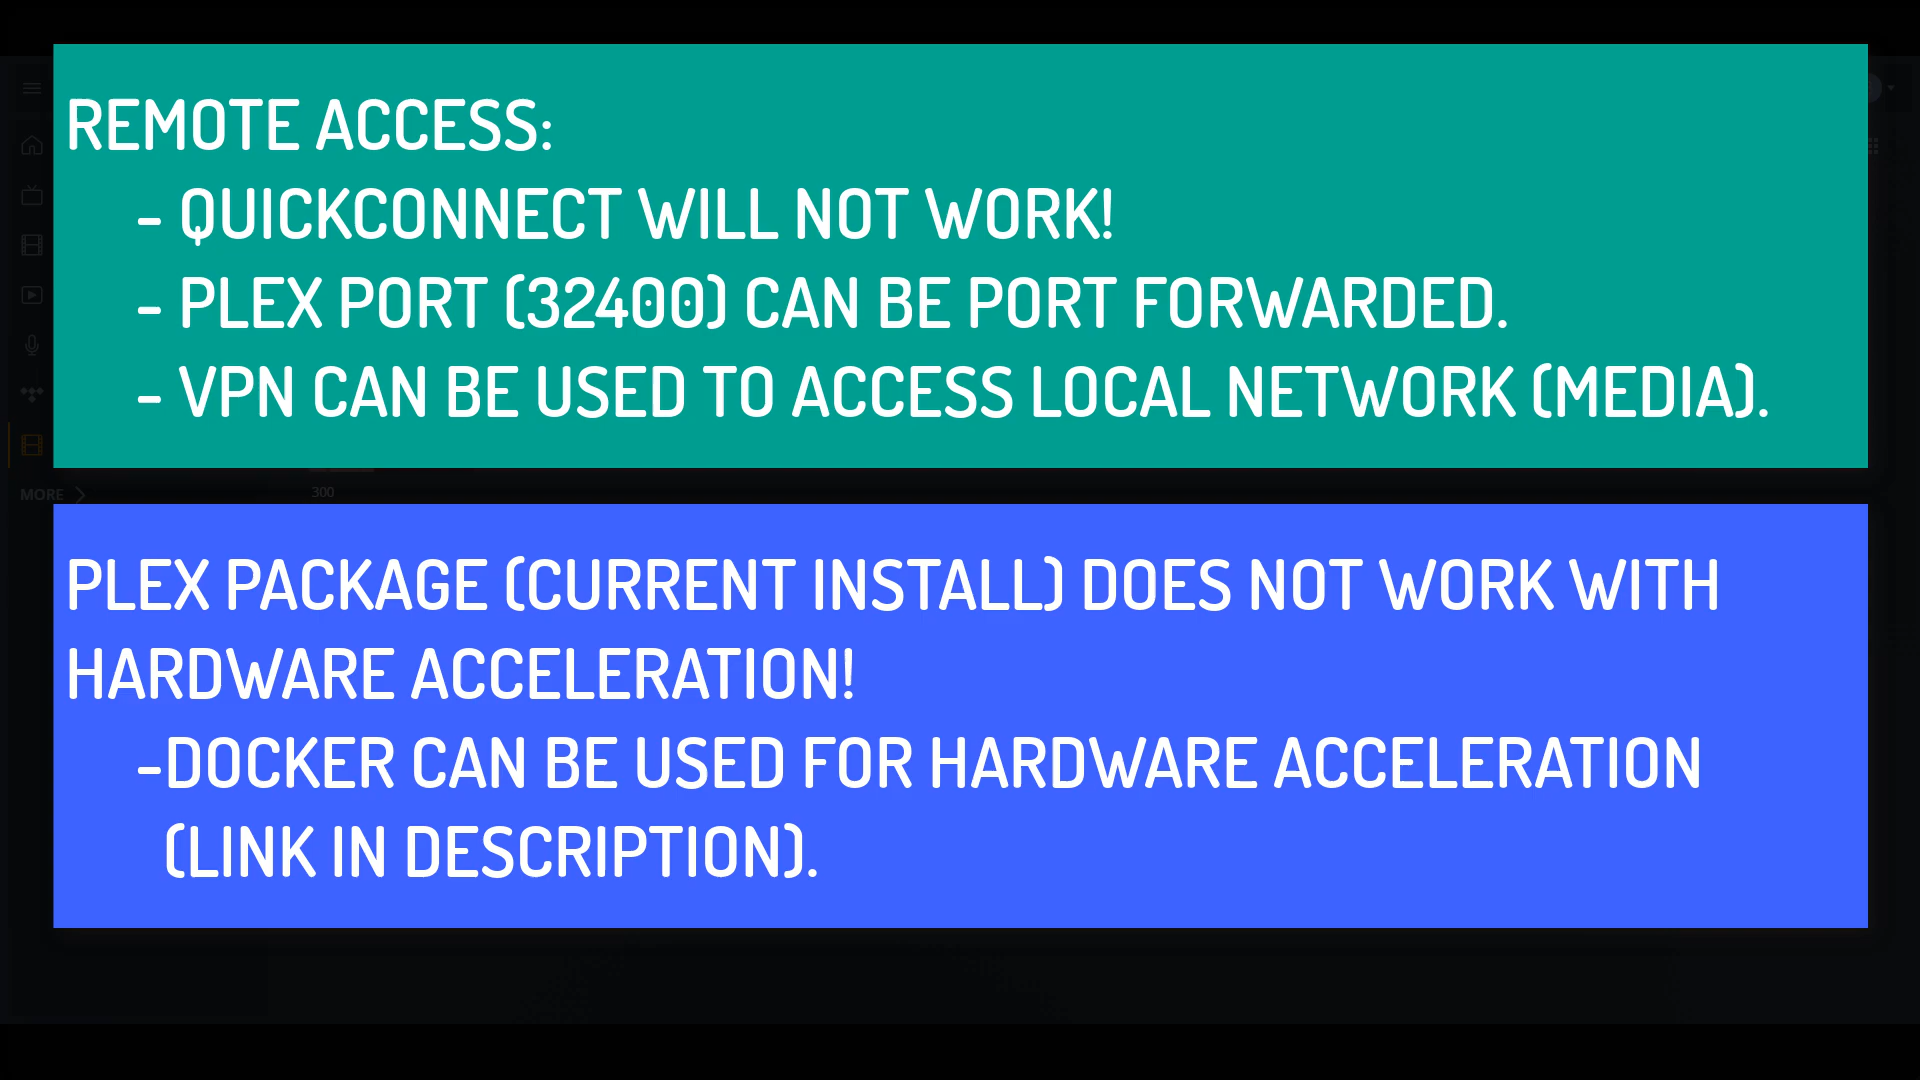 REMOTE ACCESS:
- QUICKCONNECT WILL NOT WORK!
- PLEX PORT (32400) CAN BE PORT FORWARDED.
- VPN CAN BE USED TO ACCESS LOCAL NETWORK (MEDIA).
MORE
300
PLEX PACKAGE (CURRENT INSTALL) DOES NOT WORK WITH
HARDWARE ACCELERATION!
-DOCKER CAN BE USED FOR HARDWARE ACCELERATION
(LINK IN DESCRIPTION).